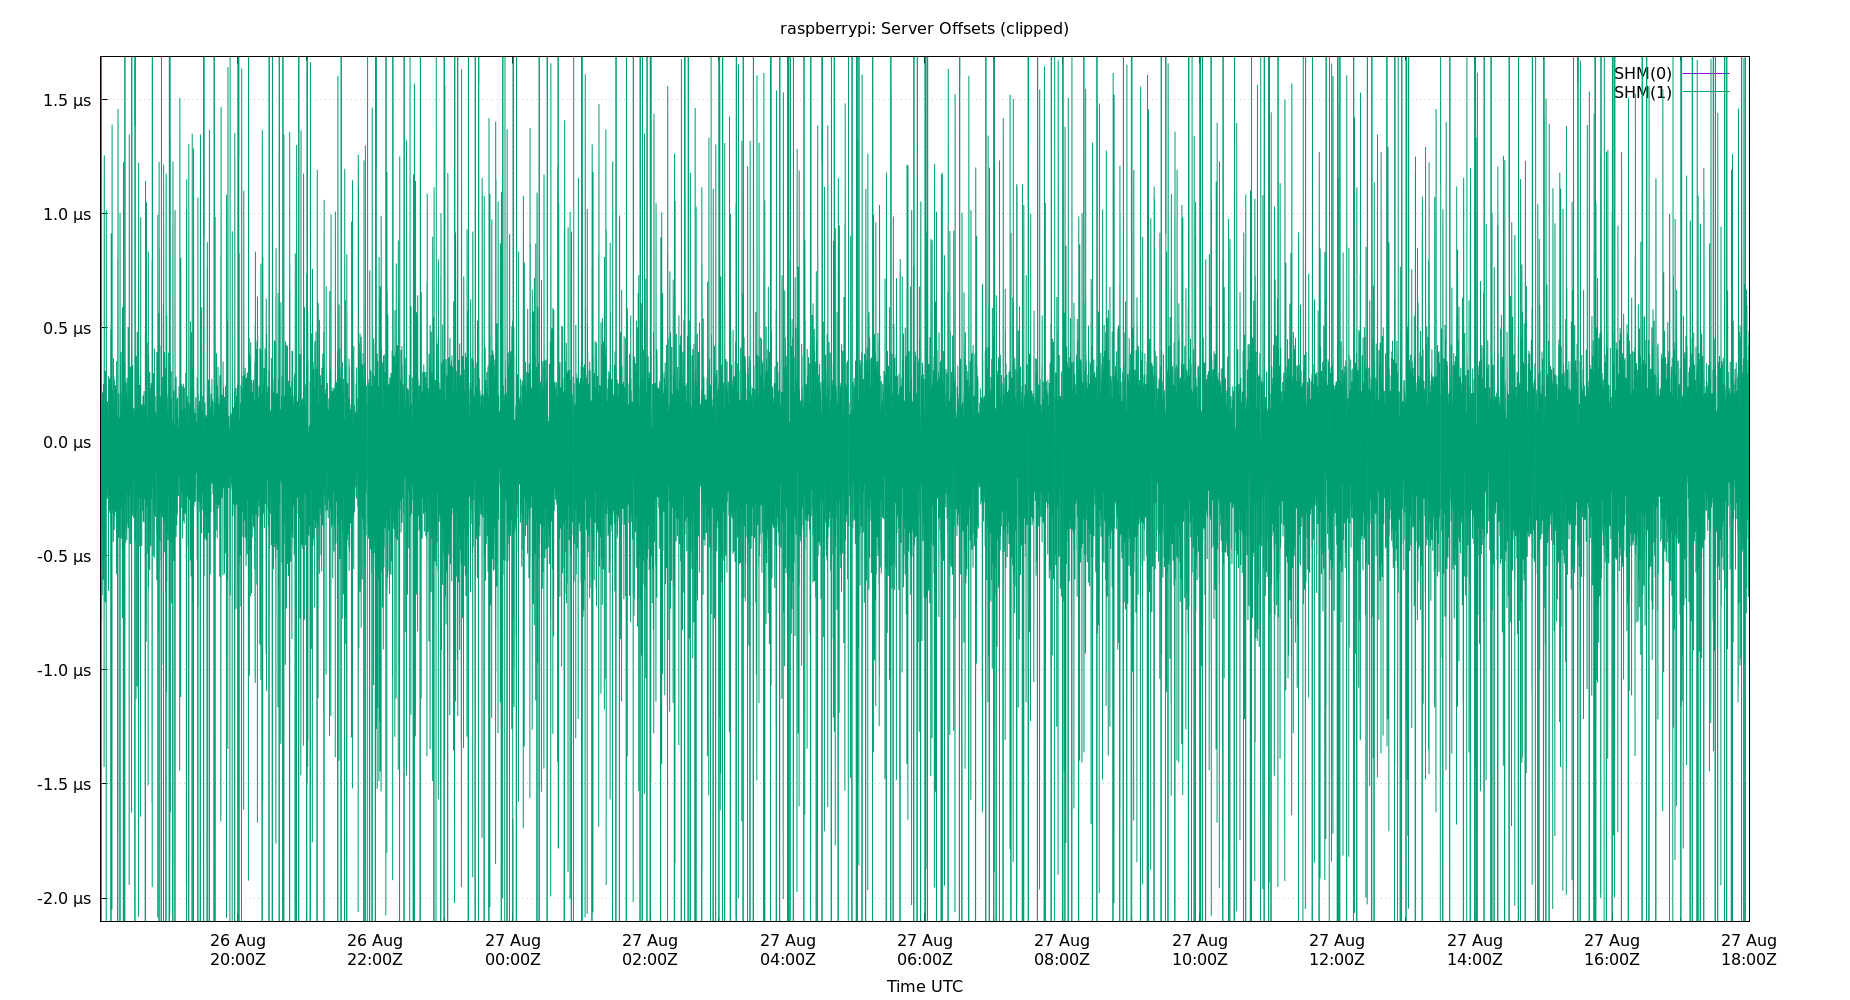 raspberrypi: Server Offsets (clipped)
SHM(0)
SHM(1)
1.5 µs
1.0 µs
0.5 µs
0.0 µs
-0.5 µs
-1.0 µs
-1.5 µs
-2.0 µs
26 Aug 26 Aug 27 Aug 27 Aug 27 Aug 27 Aug 27 Aug 27 Aug 27 Aug 27 Aug 27 Aug 27 Aug
20:00Z 22:00Z 00:00Z 02:00Z 04:00Z 06:00Z 08:00Z 10:00Z 12:00Z 14:00Z 16:00Z 18:00Z
Time UTC